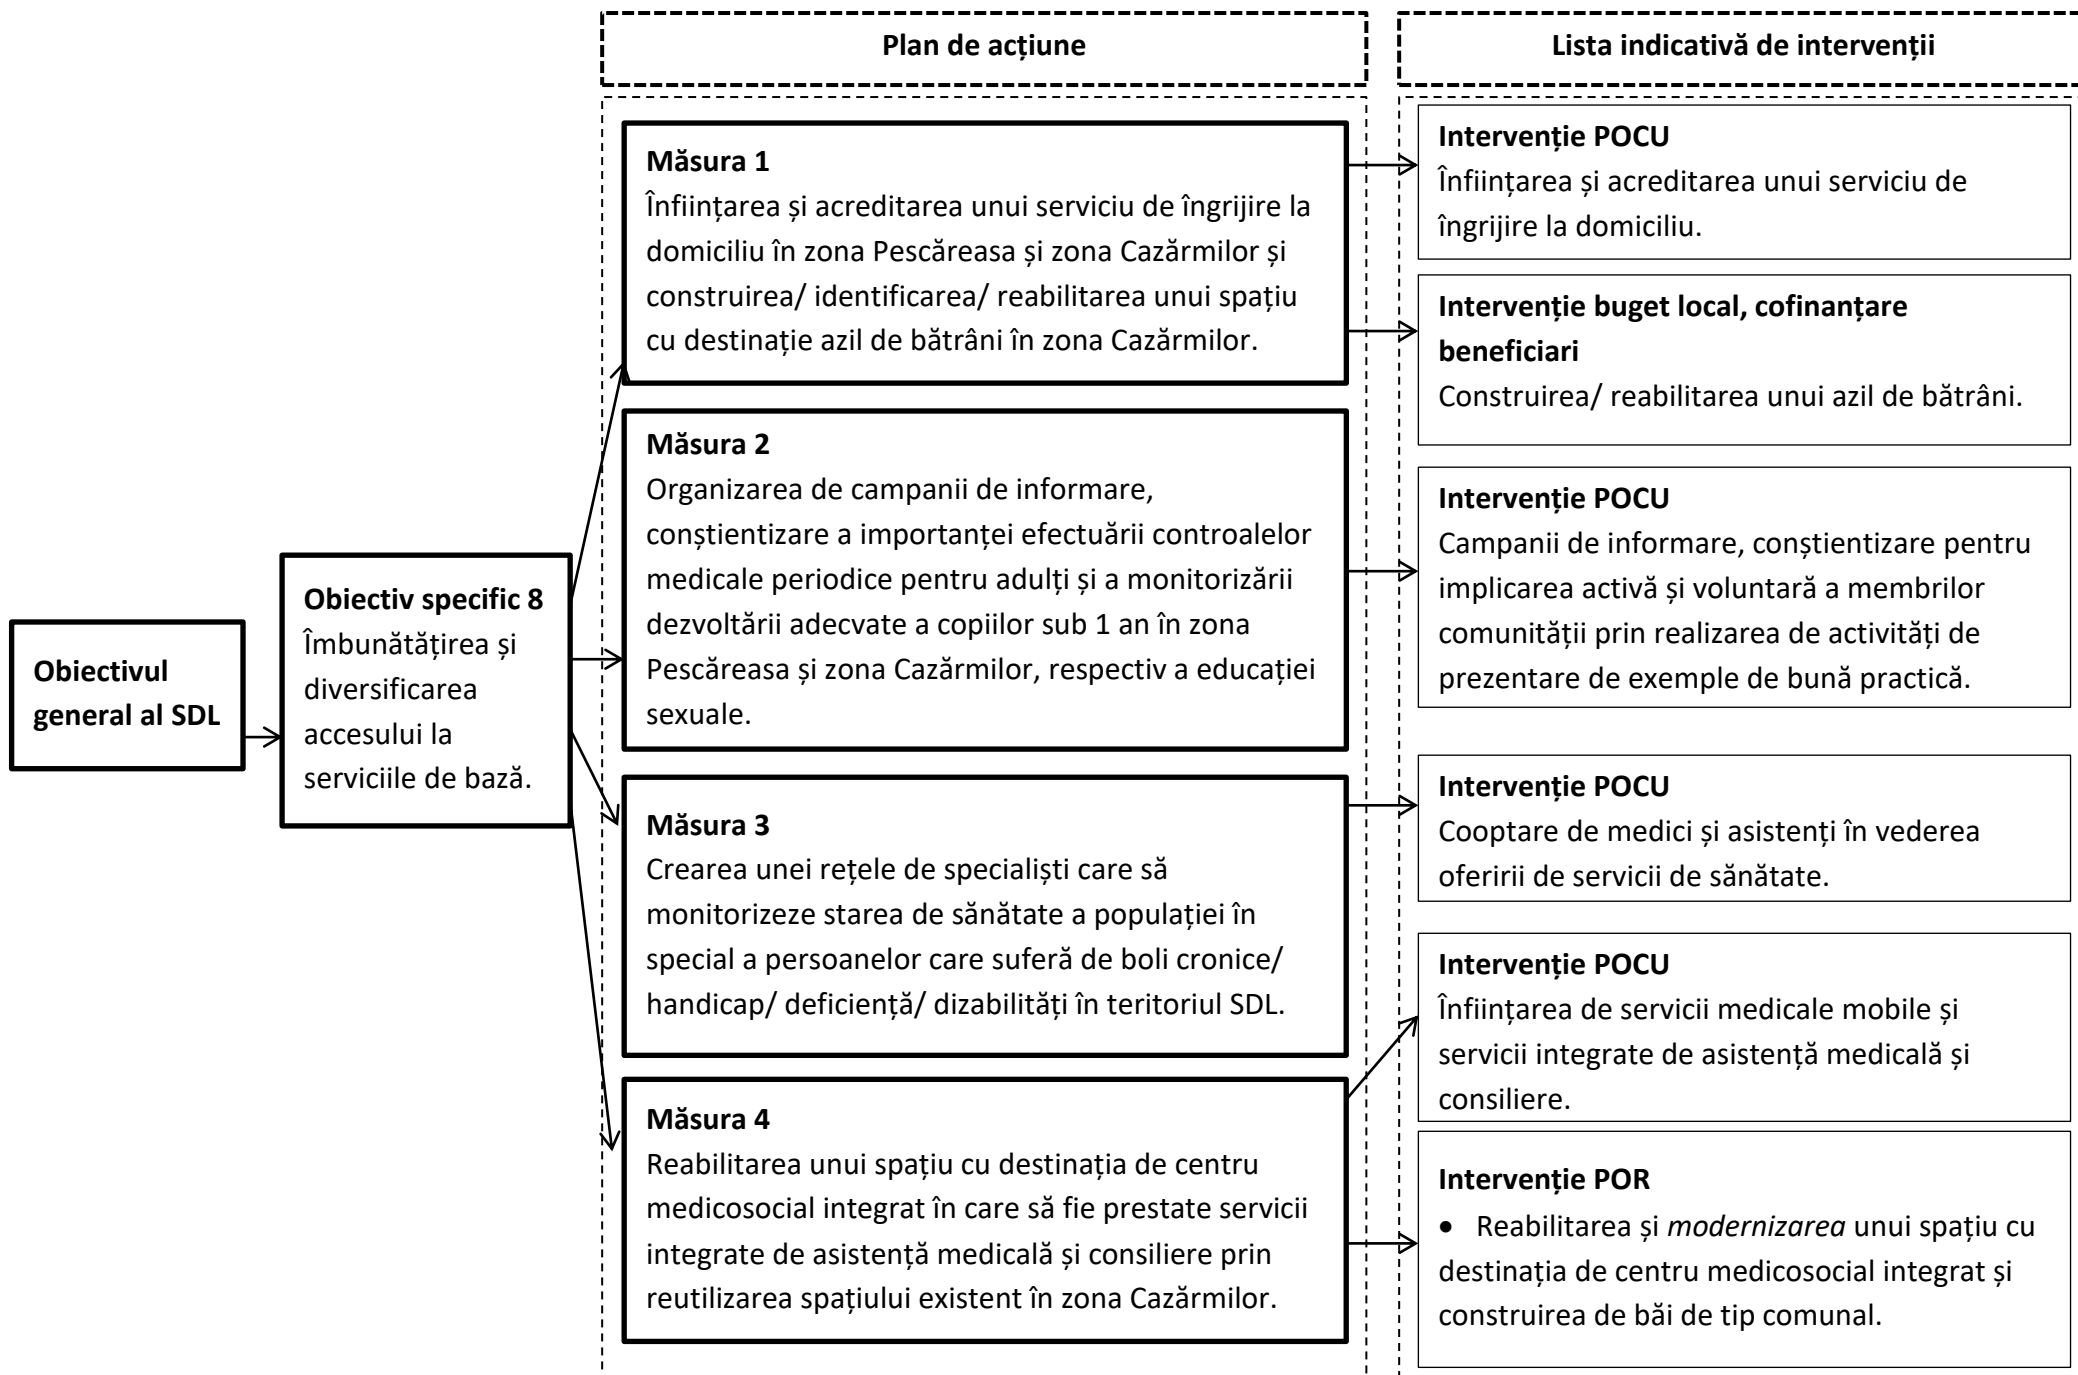 Plan de acțiune
Lista indicativă de intervenții
Obiectivul
general al SDL
Obiectiv specific 8
Îmbunătățirea și
diversificarea
accesului la
serviciile de bază.
Măsura 1
Înființarea și acreditarea unui serviciu de îngrijire la
domiciliu în zona Pescăreasa și zona Cazărmilor și
construirea/ identificarea/ reabilitarea unui spațiu
cu destinație azil de bătrâni în zona Cazărmilor.
Măsura 2
Organizarea de campanii de informare,
conștientizare a importanței efectuării controalelor
medicale periodice pentru adulți și a monitorizării
dezvoltării adecvate a copiilor sub 1 an în zona
Pescăreasa și zona Cazărmilor, respectiv a educației
sexuale.
Măsura 3
Crearea unei rețele de specialiști care să
monitorizeze starea de sănătate a populației în
special a persoanelor care suferă de boli cronice/
handicap/ deficiență/ dizabilități în teritoriul SDL.
Măsura 4
Reabilitarea unui spațiu cu destinația de centru
medicosocial integrat în care să fie prestate servicii
integrate de asistență medicală și consiliere prin
reutilizarea spațiului existent în zona Cazărmilor.
Intervenție POCU
Înființarea și acreditarea unui serviciu de
îngrijire la domiciliu.
Intervenție buget local, cofinanțare
beneficiari
Construirea/ reabilitarea unui azil de bătrâni.
Intervenție POCU
Campanii de informare, conștientizare pentru
implicarea activă și voluntară a membrilor
comunității prin realizarea de activități de
prezentare de exemple de bună practică.
Intervenție POCU
Cooptare de medici și asistenți în vederea
oferirii de servicii de sănătate.
Intervenție POCU
Înființarea de servicii medicale mobile și
servicii integrate de asistență medicală și
consiliere.
Intervenție POR
• Reabilitarea și modernizarea unui spațiu cu
destinația de centru medicosocial integrat și
construirea de băi de tip comunal.